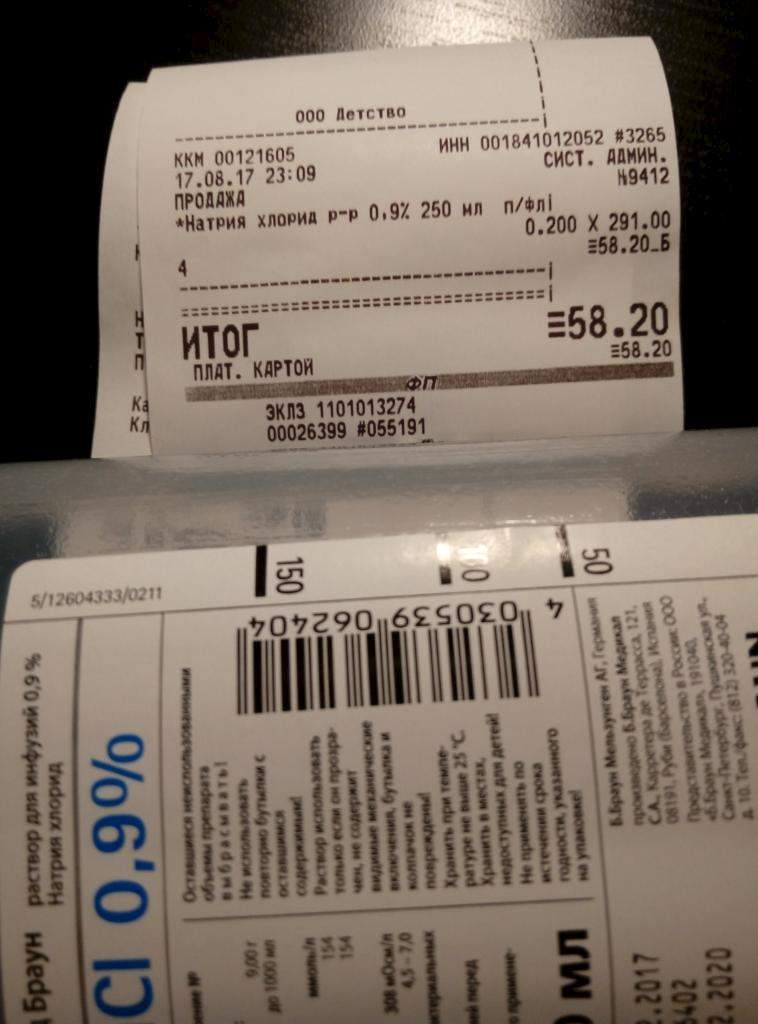 ООО Детство
ККМ 00121605
ИНН 001841012052 #3265
17.08.17 23:09
СИСТ. АДМИН.
ПРОДАЖА
№9412
*Натрия хлорид р-р 0,9% 250 мл п/фл
0.200 X 291.00
≡58.20_Б
4
ИТОГ
≡58.20
ПЛАТ. КАРТОЙ
≡58.20
ФП
ЭКЛЗ 1101013274
00026399 #055191
Ка
Кл
150
50
5/12604333/0211
4 030539 062404
раствор для инфузий 0,9 %
Натрия хлорид
Браун
Cl 0,9%
Оставшиеся неиспользованными
объемы препарата
выбрасывать!
Не использовать
повторно бутылки с
оставшимся
содержимым!
Раствор использовать
только если он прозра-
чен, не содержит
видимые механические
включения, бутылка и
колпачок не
повреждены!
Хранить при темпе-
ратуре не выше 25 °C.
Хранить в местах,
недоступных для детей!
Не применять по
истечении срока
годности, указанного
на упаковке!
9,00 г
до 1000 мл
ммоль/л
154
154
308 мОсм/л
4,5 – 7,0
мл
Б.Браун Мельзунген АГ, Германия
произведено Б.Браун Медикал
С.А., Карретера де Террасса, 121,
08191, Руби (Барселона), Испания
Представительство в России: ООО
«Б.Браун Медикал», 191040,
Санкт-Петербург, Пушкинская ул.,
д. 10. Тел./факс: (812) 320-40-04
.2017
6402
2.2020